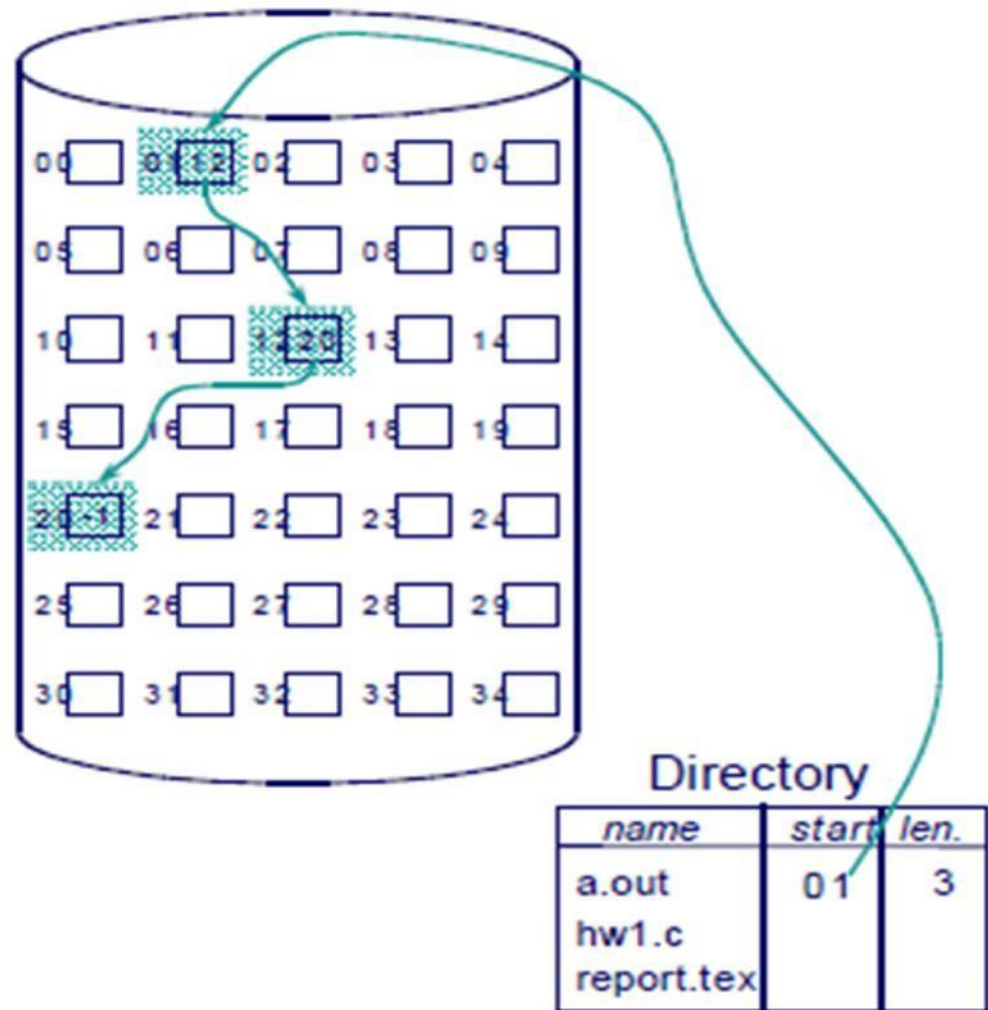 00 01 12 02 03 04
05 06 07 08 09
10 11 12 20 13 14
15 16 17 18 19
20 -1 21 22 23 24
25 26 27 28 29
30 31 32 33 34
Directory
name start len.
a.out 01 3
hw1.c
report.tex